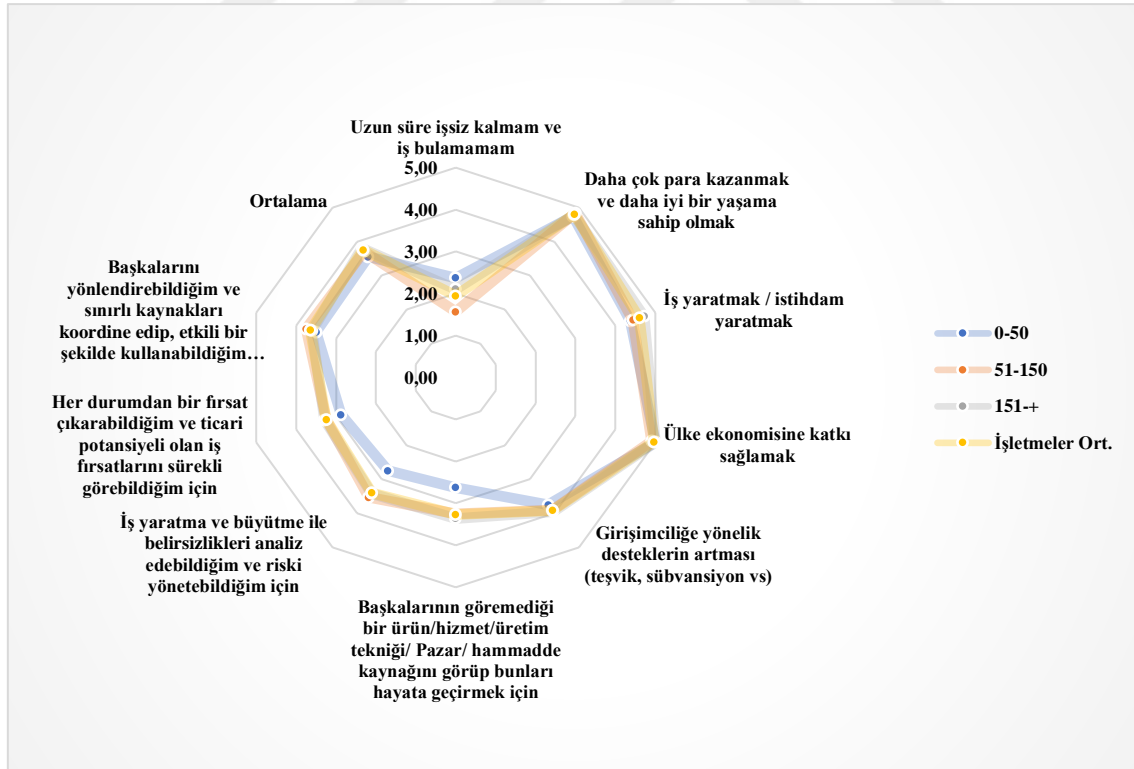 Uzun süre işsiz kalmam ve
iş bulamamam
5,00
4,00
3,00
2,00
1,00
0,00
Daha çok para kazanmak
ve daha iyi bir yaşama
sahip olmak
İş yaratmak / istihdam
yaratmak
Ülke ekonomisine katkı
sağlamak
Girişimciliğe yönelik
desteklerin artması
(teşvik, sübvansiyon vs)
Başkalarının göremediği
bir ürün/hizmet/üretim
tekniği/ Pazar/ hammadde
kaynağını görüp bunları
hayata geçirmek için
İş yaratma ve büyütme ile
belirsizlikleri analiz
edebildiğim ve riski
yönetebildiğim için
Her durumdan bir fırsat
çıkarabildiğim ve ticari
potansiyeli olan iş
fırsatlarını sürekli
görebildiğim için
Başkalarını
yönlendirebildiğim ve
sınırlı kaynakları
koordine edip, etkili bir
şekilde kullanabildiğim…
Ortalama
0-50
51-150
151-+
İşletmeler Ort.